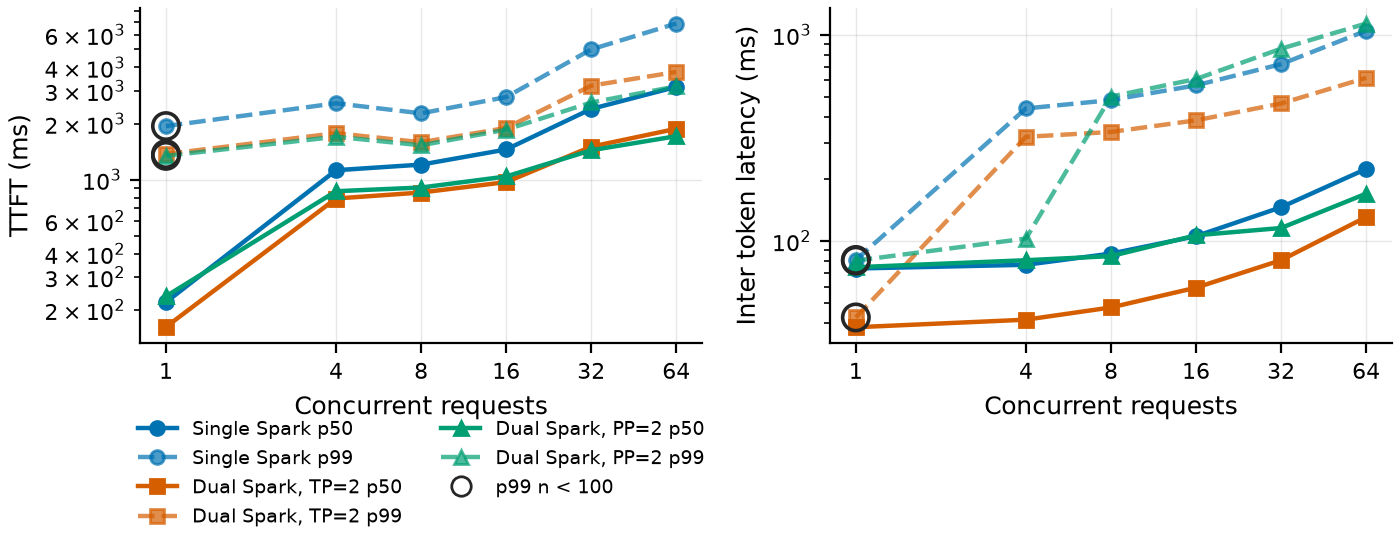 TTFT (ms)
6 × 10³
4 × 10³
3 × 10³
2 × 10³
10³
6 × 10²
4 × 10²
3 × 10²
2 × 10²
1 4 8 16 32 64
Concurrent requests
Inter token latency (ms)
10³
10²
1 4 8 16 32 64
Concurrent requests
Single Spark p50
Single Spark p99
Dual Spark, TP=2 p50
Dual Spark, TP=2 p99
Dual Spark, PP=2 p50
Dual Spark, PP=2 p99
p99 n < 100